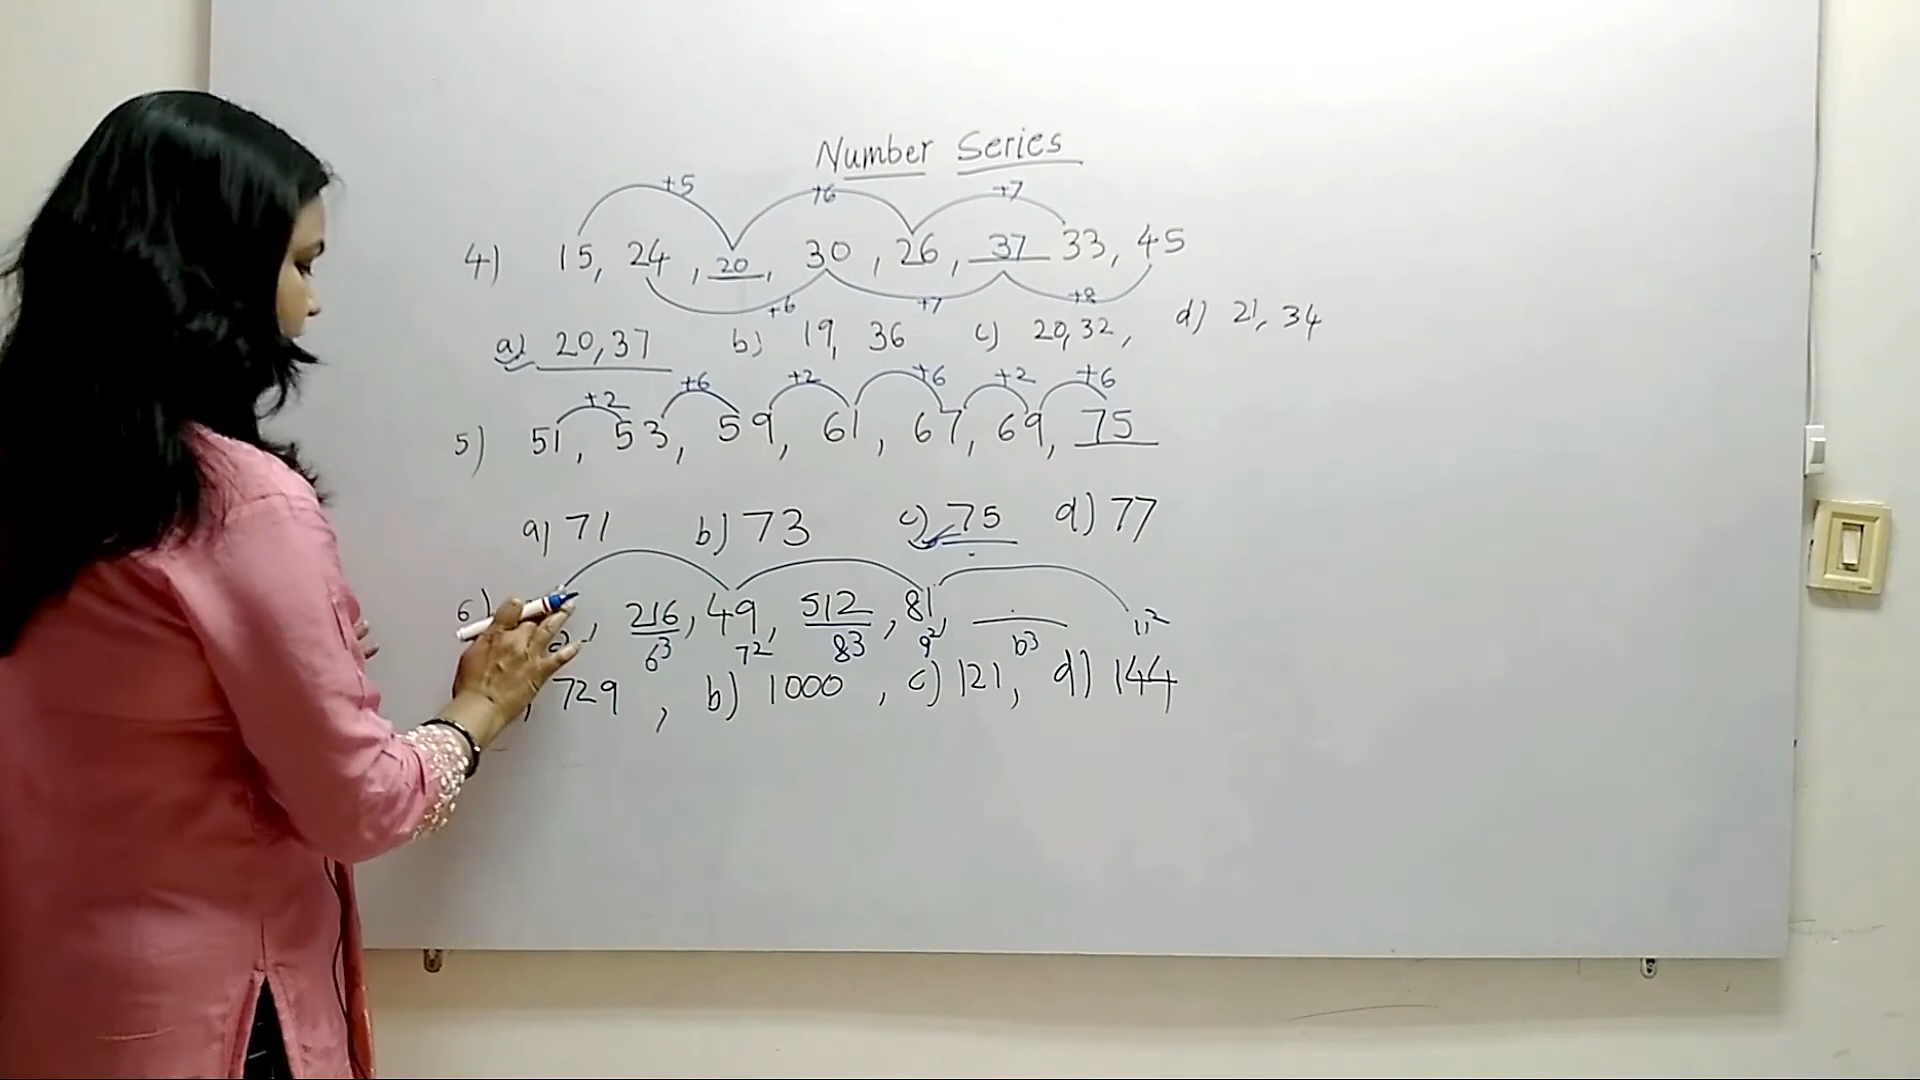 Number Series
+5 +6 +7
4) 15, 24, 20, 30, 26, 37 33, 45
+6 +7 +8
a) 20,37 b) 19, 36 c) 20,32, d) 21, 34
+2 +6 +2 +6 +2 +6
5) 51, 53, 59, 61, 67, 69, 75
a) 71 b) 73 c) 75 d) 77
6) , 216, 49, 512, 81, ___ 11²
6³ 7² 8³ 9²
729, b) 1000, c) 121, d) 144